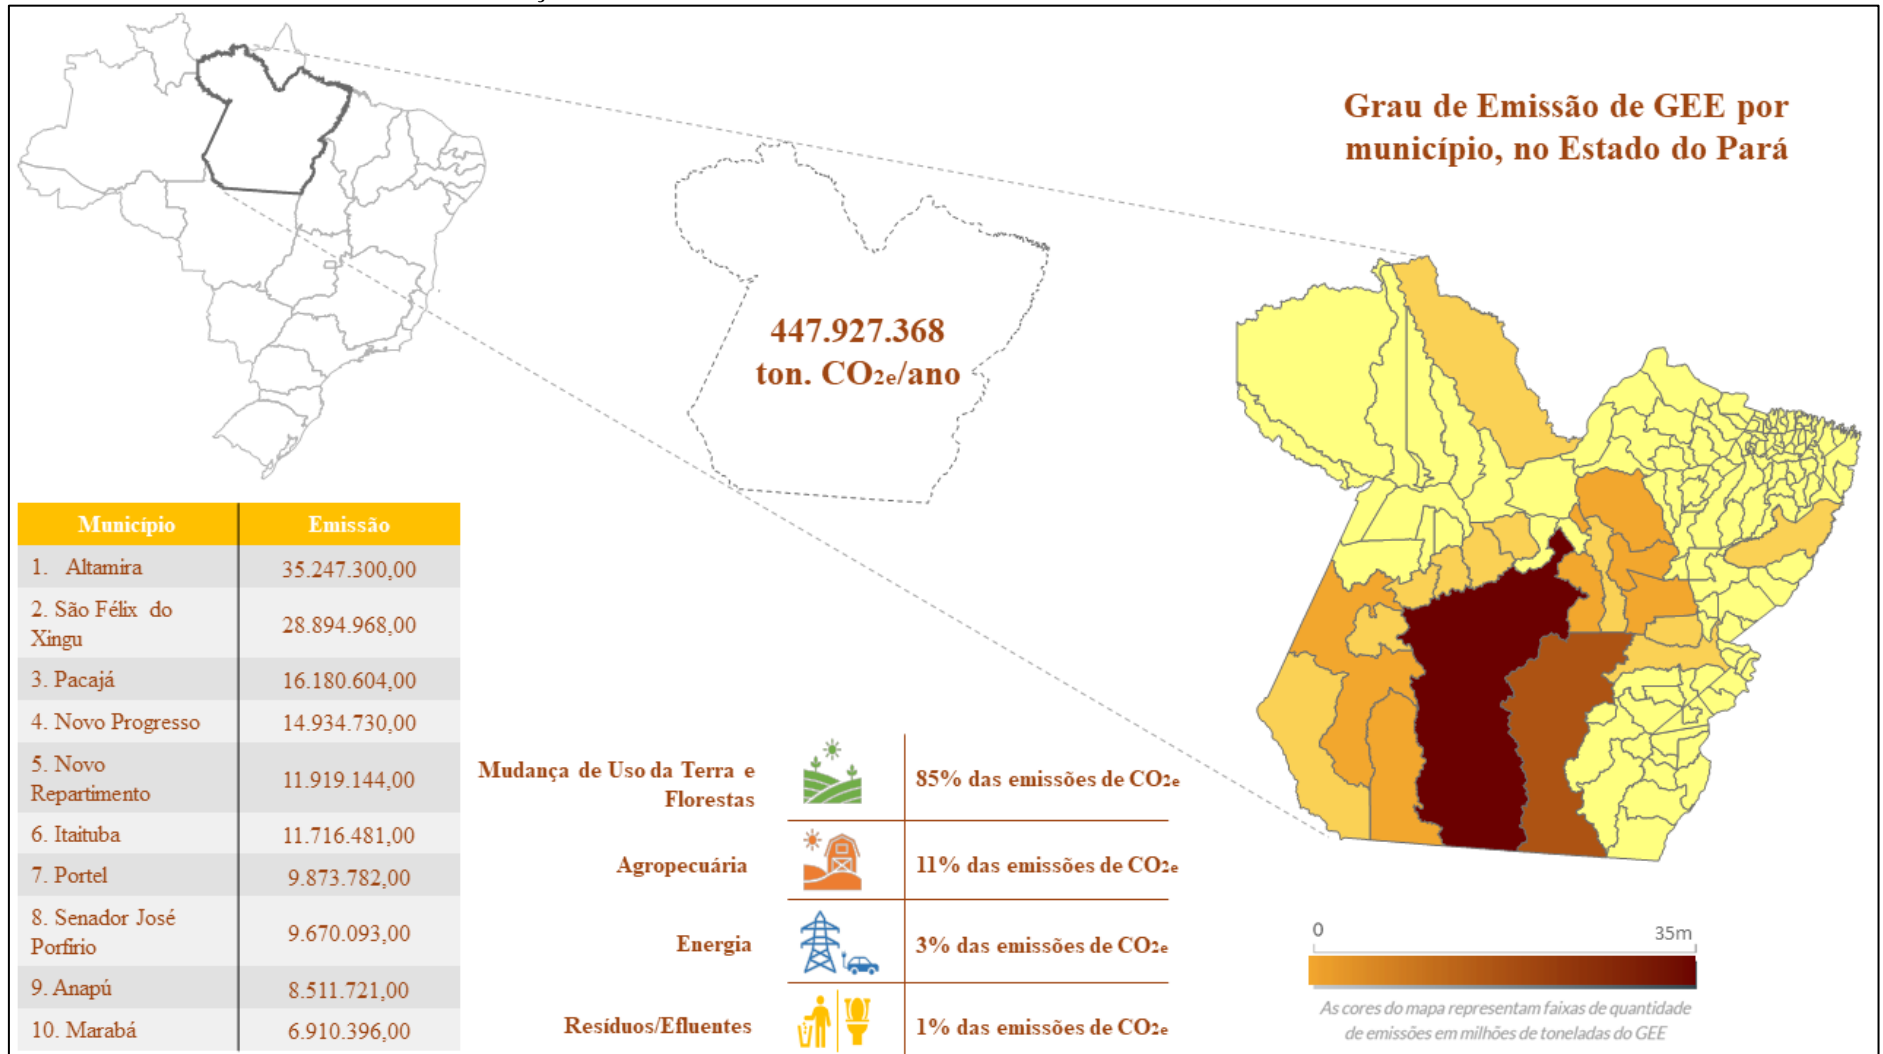 Grau de Emissão de GEE por
município, no Estado do Pará
447.927.368
ton. CO2e/ano
Município Emissão
1. Altamira 35.247.300,00
2. São Félix do
Xingu 28.894.968,00
3. Pacajá 16.180.604,00
4. Novo Progresso 14.934.730,00
5. Novo
Repartimento 11.919.144,00
6. Itaituba 11.716.481,00
7. Portel 9.873.782,00
8. Senador José
Porfírio 9.670.093,00
9. Anapú 8.511.721,00
10. Marabá 6.910.396,00
Mudança de Uso da Terra e
Florestas
85% das emissões de CO2e
Agropecuária
11% das emissões de CO2e
Energia
3% das emissões de CO2e
Resíduos/Efluentes
1% das emissões de CO2e
0 35m
As cores do mapa representam faixas de quantidade
de emissões em milhões de toneladas do GEE